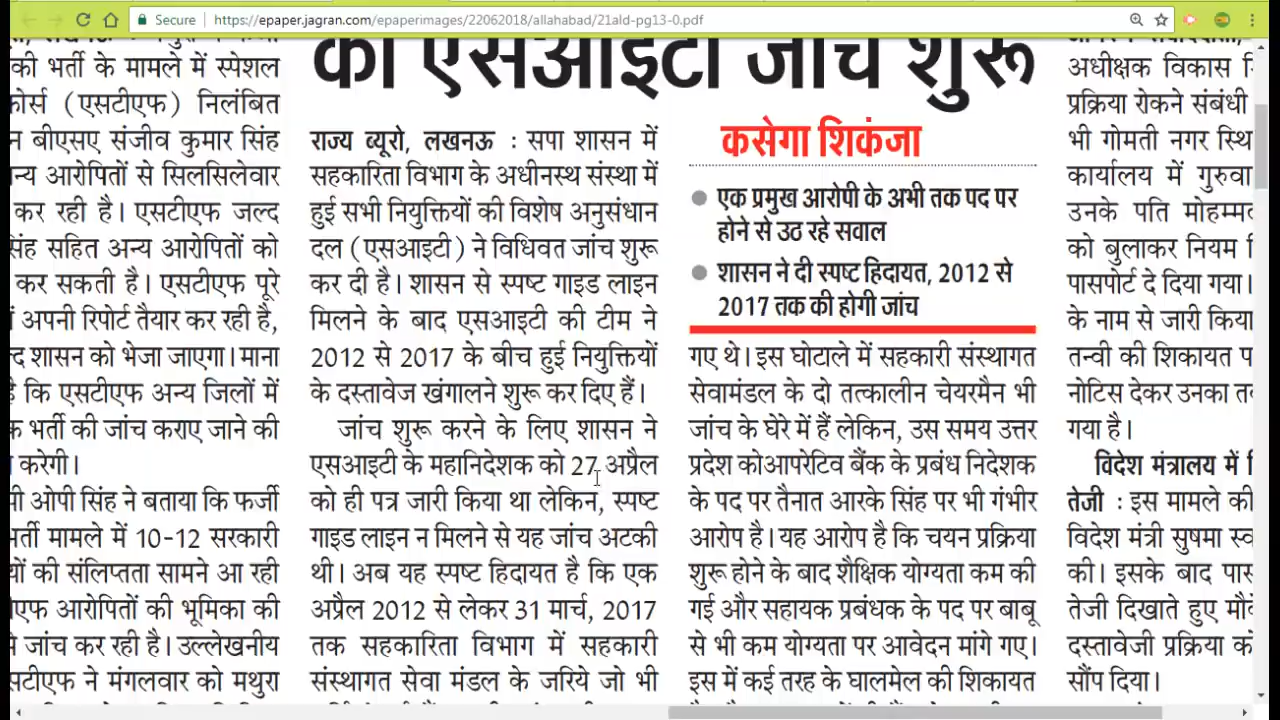 Secure
https://epaper.jagran.com/epaperimages/22062018/allahabad/21ald-pg13-0.pdf
की भर्ती के मामले में स्पेशल
(एसटीएफ) निलंबित
बीएसए संजीव कुमार सिंह
आरोपितों से सिलसिलेवार
कर रही है। एसटीएफ जल्द
सिंह सहित अन्य आरोपितों को
कर सकती है। एसटीएफ पूरे
अपनी रिपोर्ट तैयार कर रही है,
शासन को भेजा जाएगा। माना
है कि एसटीएफ अन्य जिलों में
भर्ती की जांच कराए जाने की
करेगी।
ओपी सिंह ने बताया कि फर्जी
भर्ती मामले में 10-12 सरकारी
की संलिप्तता सामने आ रही
आरोपितों की भूमिका की
जांच कर रही है। उल्लेखनीय
एसटीएफ ने मंगलवार को मथुरा
की एसआइटी जांच शुरू
राज्य ब्यूरो, लखनऊ : सपा शासन में
सहकारिता विभाग के अधीनस्थ संस्था में
हुई सभी नियुक्तियों की विशेष अनुसंधान
दल (एसआइटी) ने विधिवत जांच शुरू
कर दी है। शासन से स्पष्ट गाइड लाइन
मिलने के बाद एसआइटी की टीम ने
2012 से 2017 के बीच हुई नियुक्तियों
के दस्तावेज खंगालने शुरू कर दिए हैं।
जांच शुरू करने के लिए शासन ने
एसआइटी के महानिदेशक को 27 अप्रैल
को ही पत्र जारी किया था लेकिन, स्पष्ट
गाइड लाइन न मिलने से यह जांच अटकी
थी। अब यह स्पष्ट हिदायत है कि एक
अप्रैल 2012 से लेकर 31 मार्च, 2017
तक सहकारिता विभाग में सहकारी
संस्थागत सेवा मंडल के जरिये जो भी
कसेगा शिकंजा
एक प्रमुख आरोपी के अभी तक पद पर
होने से उठ रहे सवाल
शासन ने दी स्पष्ट हिदायत, 2012 से
2017 तक की होगी जांच
गए थे। इस घोटाले में सहकारी संस्थागत
सेवामंडल के दो तत्कालीन चेयरमैन भी
जांच के घेरे में हैं लेकिन, उस समय उत्तर
प्रदेश कोआपरेटिव बैंक के प्रबंध निदेशक
के पद पर तैनात आरके सिंह पर भी गंभीर
आरोप है। यह आरोप है कि चयन प्रक्रिया
शुरू होने के बाद शैक्षिक योग्यता कम की
गई और सहायक प्रबंधक के पद पर बाबू
से भी कम योग्यता पर आवेदन मांगे गए।
इस में कई तरह के घालमेल की शिकायत
अधीक्षक विकास
प्रक्रिया रोकने संबंधी
भी गोमती नगर
कार्यालय में गुरुवा
उनके पति
को बुलाकर नियम
पासपोर्ट दे दिया गया।
के नाम से जारी
तन्वी की शिकायत
नोटिस देकर उनका
गया है।
विदेश मंत्रालय में
तेजी : इस मामले की
विदेश मंत्री सुषमा
की। इसके बाद
तेजी दिखाते हुए
दस्तावेजी प्रक्रिया
सौंप दिया।